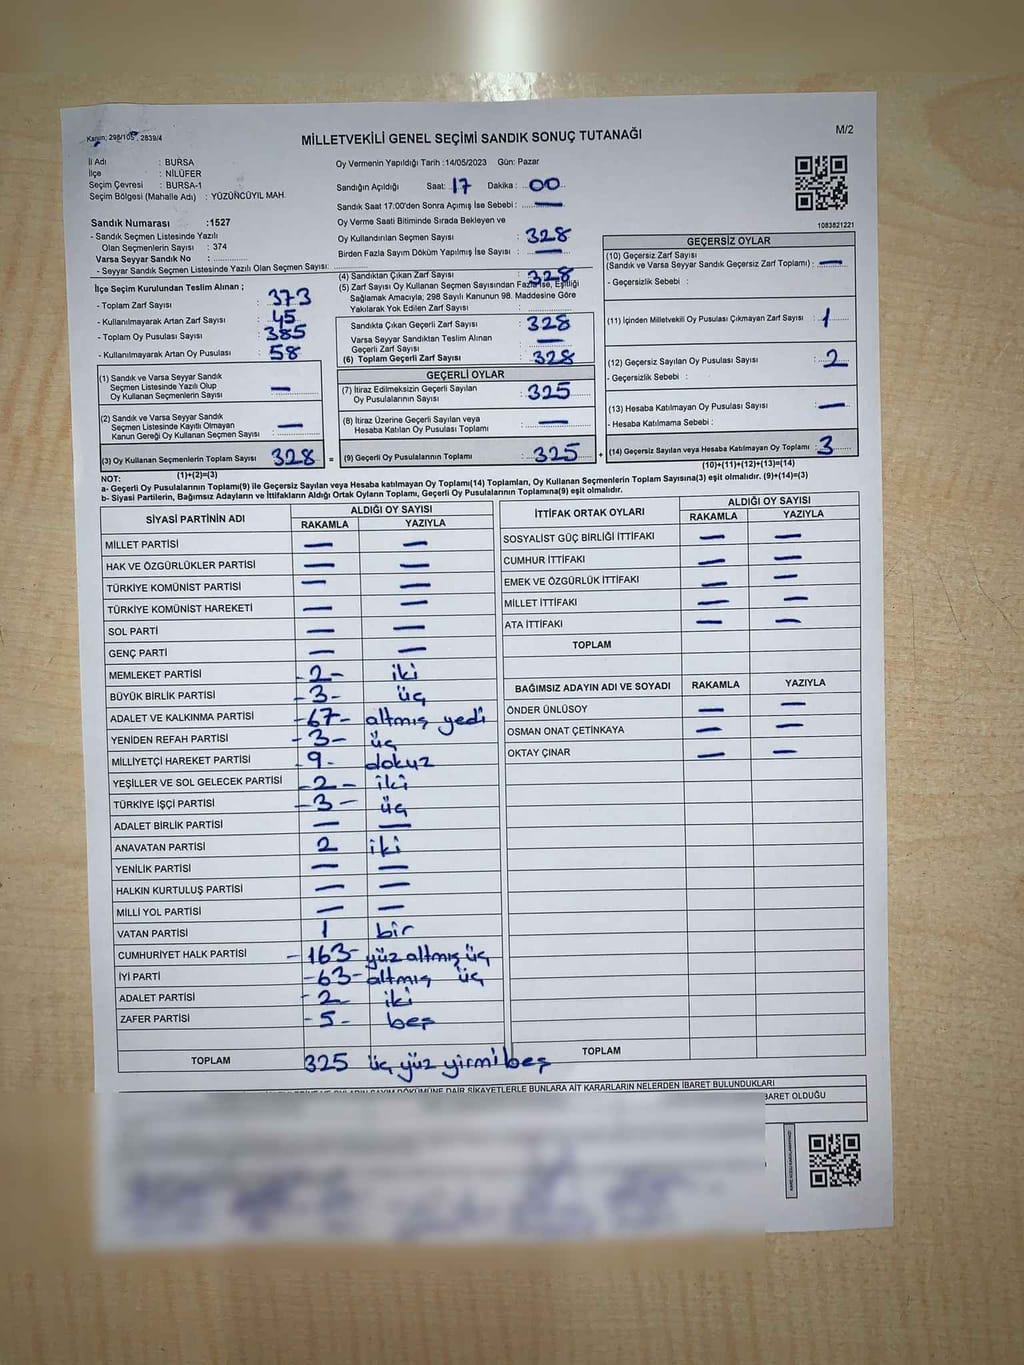 Kanun: 298/105, 2839/4
MİLLETVEKİLİ GENEL SEÇİMİ SANDIK SONUÇ TUTANAĞI
M/2
İl Adı : BURSA
İlçe : NİLÜFER
Seçim Çevresi : BURSA-1
Seçim Bölgesi (Mahalle Adı) : YÜZÜNCÜYIL MAH.
Sandık Numarası :1527
- Sandık Seçmen Listesinde Yazılı
Olan Seçmenlerin Sayısı : 374
Varsa Seyyar Sandık No :
- Seyyar Sandık Seçmen Listesinde Yazılı Olan Seçmen Sayısı:
İlçe Seçim Kurulundan Teslim Alınan ;
- Toplam Zarf Sayısı : 373
- Kullanılmayarak Artan Zarf Sayısı : 45
- Toplam Oy Pusulası Sayısı : 385
- Kullanılmayarak Artan Oy Pusulası : 58
(1) Sandık ve Varsa Seyyar Sandık
Seçmen Listesinde Yazılı Olup
Oy Kullanan Seçmenlerin Sayısı : —
(2) Sandık ve Varsa Seyyar Sandık
Seçmen Listesinde Kayıtlı Olmayan
Kanun Gereği Oy Kullanan Seçmen Sayısı : —
(3) Oy Kullanan Seçmenlerin Toplam Sayısı : 328 =
(1)+(2)=(3)
Oy Vermenin Yapıldığı Tarih :14/05/2023 Gün: Pazar
Sandığın Açıldığı Saat: 17 Dakika : 00
Sandık Saat 17:00'den Sonra Açımış İse Sebebi : —
Oy Verme Saati Bitiminde Sırada Bekleyen ve
Oy Kullandırılan Seçmen Sayısı : 328
Birden Fazla Sayım Döküm Yapılmış İse Sayısı : —
(4) Sandıktan Çıkan Zarf Sayısı : 328
(5) Zarf Sayısı Oy Kullanan Seçmen Sayısından Fazla İse, Eşitliği
Sağlamak Amacıyla; 298 Sayılı Kanunun 98. Maddesine Göre
Yakılarak Yok Edilen Zarf Sayısı :
Sandıkta Çıkan Geçerli Zarf Sayısı : 328
Varsa Seyyar Sandıktan Teslim Alınan
Geçerli Zarf Sayısı : —
(6) Toplam Geçerli Zarf Sayısı : 328
GEÇERLİ OYLAR
(7) İtiraz Edilmeksizin Geçerli Sayılan
Oy Pusulalarının Sayısı : 325
(8) İtiraz Üzerine Geçerli Sayılan veya
Hesaba Katılan Oy Pusulası Toplamı : —
(9) Geçerli Oy Pusulalarının Toplamı : 325 +
1083821221
GEÇERSİZ OYLAR
(10) Geçersiz Zarf Sayısı
(Sandık ve Varsa Seyyar Sandık Geçersiz Zarf Toplamı) : —
- Geçersizlik Sebebi :
(11) İçinden Milletvekili Oy Pusulası Çıkmayan Zarf Sayısı : 1
(12) Geçersiz Sayılan Oy Pusulası Sayısı : 2
- Geçersizlik Sebebi :
(13) Hesaba Katılmayan Oy Pusulası Sayısı : —
- Hesaba Katılmama Sebebi :
(14) Geçersiz Sayılan veya Hesaba Katılmayan Oy Toplamı : 3
(10)+(11)+(12)+(13)=(14)
NOT:
a- Geçerli Oy Pusulalarının Toplamı(9) ile Geçersiz Sayılan veya Hesaba Katılmayan Oy Toplamı(14) Toplamları, Oy Kullanan Seçmenlerin Toplam Sayısına(3) eşit olmalıdır. (9)+(14)=(3)
b- Siyasi Partilerin, Bağımsız Adayların ve İttifakların Aldığı Ortak Oyların Toplamı, Geçerli Oy Pusulalarının Toplamına(9) eşit olmalıdır.
SİYASİ PARTİNİN ADI ALDIĞI OY SAYISI
RAKAMLA YAZIYLA
MİLLET PARTİSİ — —
HAK VE ÖZGÜRLÜKLER PARTİSİ — —
TÜRKİYE KOMÜNİST PARTİSİ — —
TÜRKİYE KOMÜNİST HAREKETİ — —
SOL PARTİ — —
GENÇ PARTİ — —
MEMLEKET PARTİSİ -2- iki
BÜYÜK BİRLİK PARTİSİ -3- üç
ADALET VE KALKINMA PARTİSİ -67- altmış yedi
YENİDEN REFAH PARTİSİ -3- üç
MİLLİYETÇİ HAREKET PARTİSİ -9- dokuz
YEŞİLLER VE SOL GELECEK PARTİSİ -2- iki
TÜRKİYE İŞÇİ PARTİSİ -3- üç
ADALET BİRLİK PARTİSİ — —
ANAVATAN PARTİSİ 2 iki
YENİLİK PARTİSİ — —
HALKIN KURTULUŞ PARTİSİ — —
MİLLİ YOL PARTİSİ — —
VATAN PARTİSİ 1 bir
CUMHURİYET HALK PARTİSİ -163- yüz altmış üç
İYİ PARTİ -63- altmış üç
ADALET PARTİSİ -2- iki
ZAFER PARTİSİ -5- beş
TOPLAM 325 üç yüz yirmi beş
İTTİFAK ORTAK OYLARI ALDIĞI OY SAYISI
RAKAMLA YAZIYLA
SOSYALİST GÜÇ BİRLİĞİ İTTİFAKI — —
CUMHUR İTTİFAKI — —
EMEK VE ÖZGÜRLÜK İTTİFAKI — —
MİLLET İTTİFAKI — —
ATA İTTİFAKI — —
TOPLAM
BAĞIMSIZ ADAYIN ADI VE SOYADI RAKAMLA YAZIYLA
ÖNDER ÜNLÜSOY — —
OSMAN ONAT ÇETİNKAYA — —
OKTAY ÇINAR — —
TOPLAM
DÖKÜMÜNE DAİR ŞİKAYETLERLE BUNLARA AİT KARARLARIN NELERDEN İBARET BULUNDUKLARI
OLDUĞU